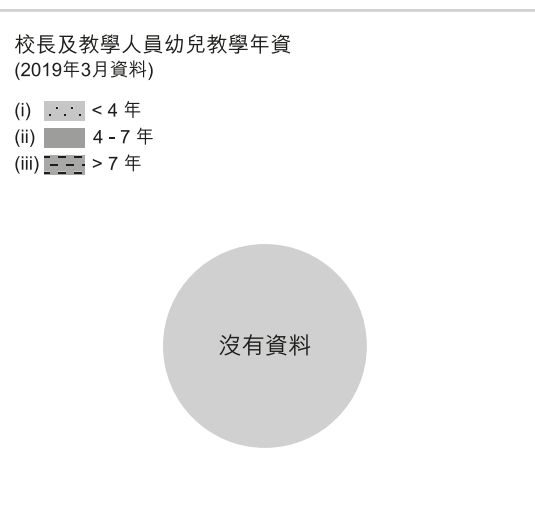 校長及教學人員幼兒教學年資
(2019年3月資料)
(i) < 4 年
(ii) 4 - 7 年
(iii) > 7 年
沒有資料